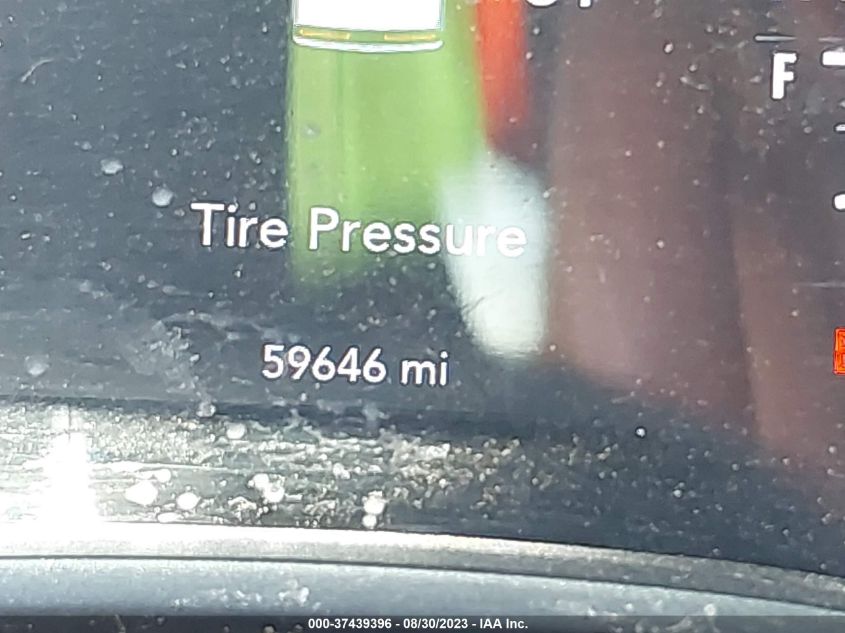 F
Tire Pressure
59646 mi
000-37439396 - 08/30/2023 - IAA Inc.